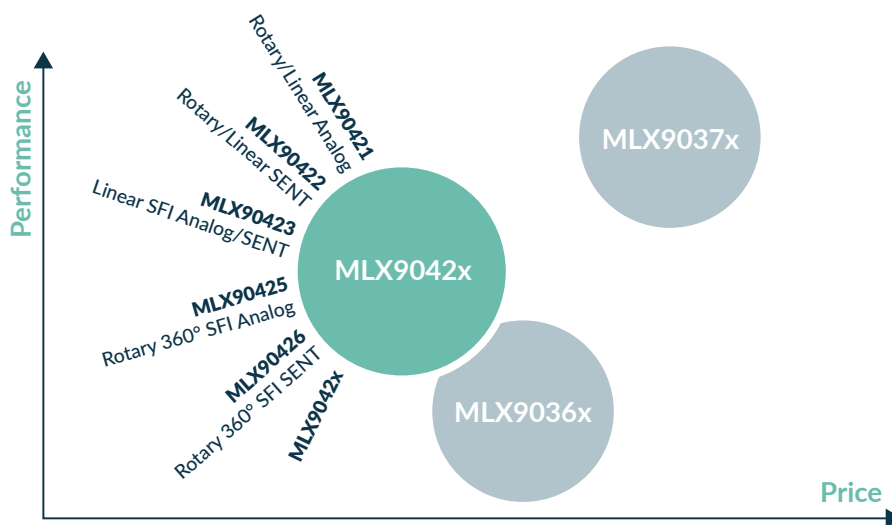 Performance
Rotary/Linear Analog
MLX90421
Rotary/Linear SENT
MLX90422
Linear SFI Analog/SENT
MLX90423
MLX90425
Rotary 360° SFI Analog
MLX90426
Rotary 360° SFI SENT
MLX9042x
MLX9042x
MLX9037x
MLX9036x
Price